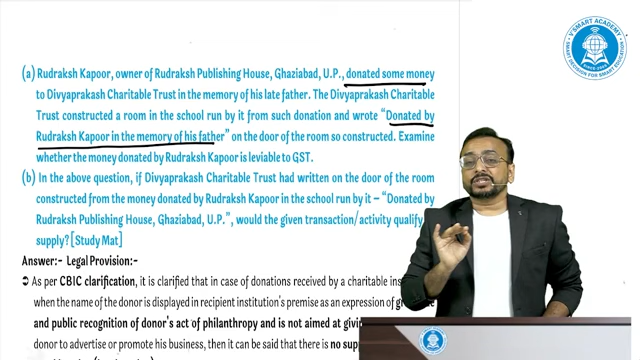 V SMART ACADEMY
SMART DESTINATION FOR SMART EDUCATION
SINCE 2008
(a) Rudraksh Kapoor, owner of Rudraksh Publishing House, Ghaziabad, U.P., donated some money
to Divyaprakash Charitable Trust in the memory of his late father. The Divyaprakash Charitable
Trust constructed a room in the school run by it from such donation and wrote "Donated by
Rudraksh Kapoor in the memory of his father" on the door of the room so constructed. Examine
whether the money donated by Rudraksh Kapoor is leviable to GST.
(b) In the above question, if Divyaprakash Charitable Trust had written on the door of the room
constructed from the money donated by Rudraksh Kapoor in the school run by it – "Donated by
Rudraksh Publishing House, Ghaziabad, U.P.", would the given transaction/activity qualify
supply? [Study Mat]
Answer:- Legal Provision:-
➲ As per CBIC clarification, it is clarified that in case of donations received by a charitable
when the name of the donor is displayed in recipient institution's premise as an expression of
and public recognition of donor's act of philanthropy and is not aimed at
donor to advertise or promote his business, then it can be said that there is no